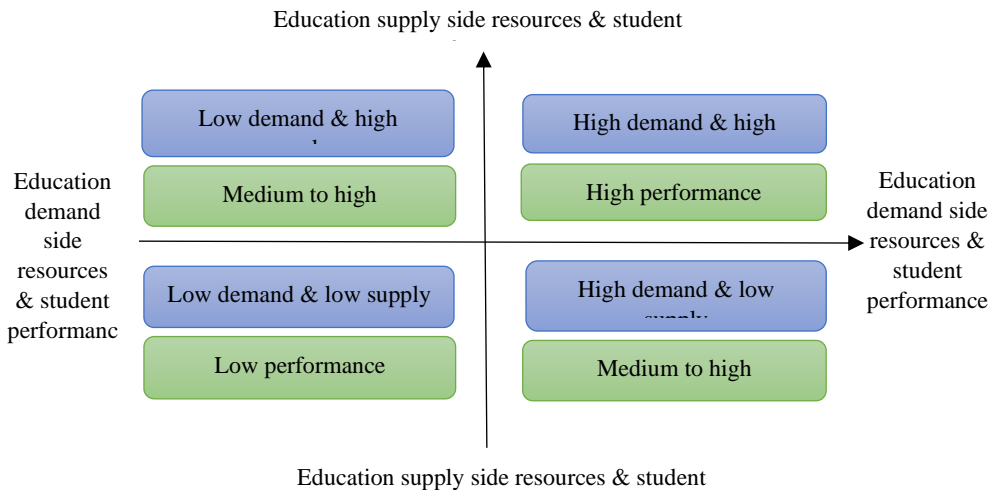 Education supply side resources & student
Low demand & high
High demand & high
Medium to high
High performance
Education
demand
side
resources
& student
performanc
Education
demand side
resources &
student
performance
Low demand & low supply
High demand & low
supply
Low performance
Medium to high
Education supply side resources & student